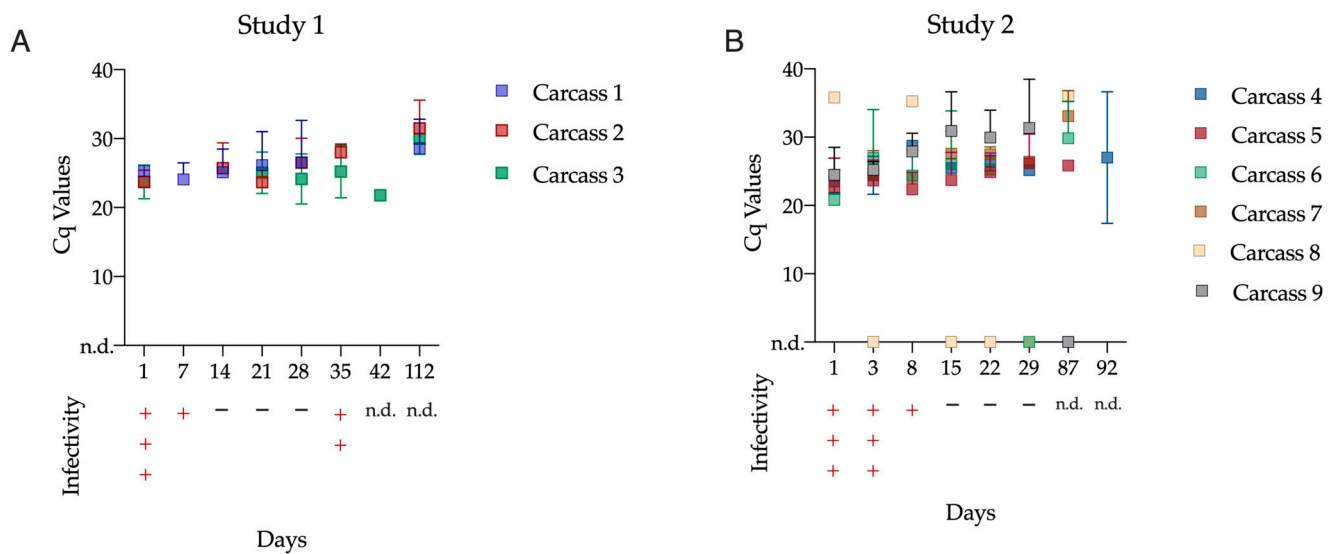 A
Study 1
40
30
20
10
n.d.
Cq Values
1 7 14 21 28 35 42 112
Infectivity
+ + − − − + n.d. n.d.
+ +
+
Days
Carcass 1
Carcass 2
Carcass 3
B
Study 2
40
30
20
10
n.d.
Cq Values
1 3 8 15 22 29 87 92
Infectivity
+ + + − − − n.d. n.d.
+ +
+ +
Days
Carcass 4
Carcass 5
Carcass 6
Carcass 7
Carcass 8
Carcass 9